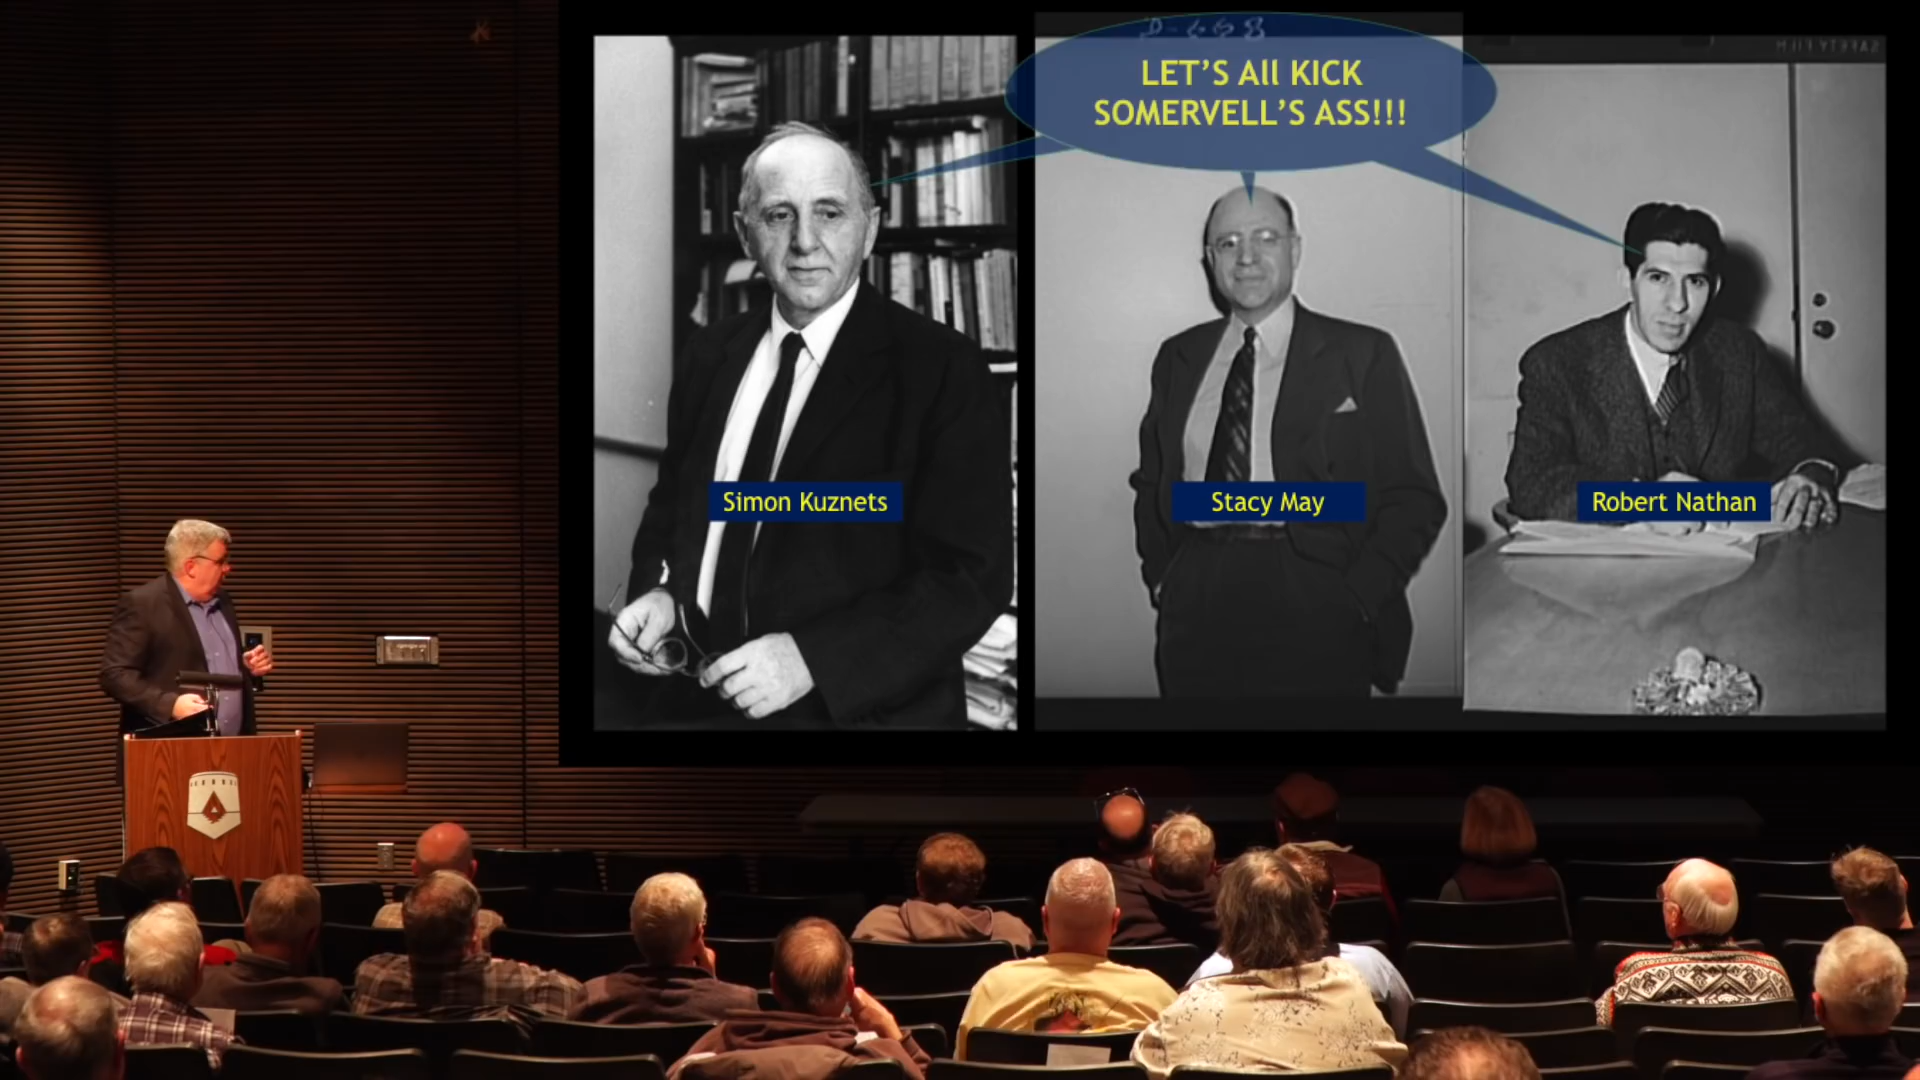 LET'S All KICK
SOMERVELL'S ASS!!!
Simon Kuznets
Stacy May
Robert Nathan